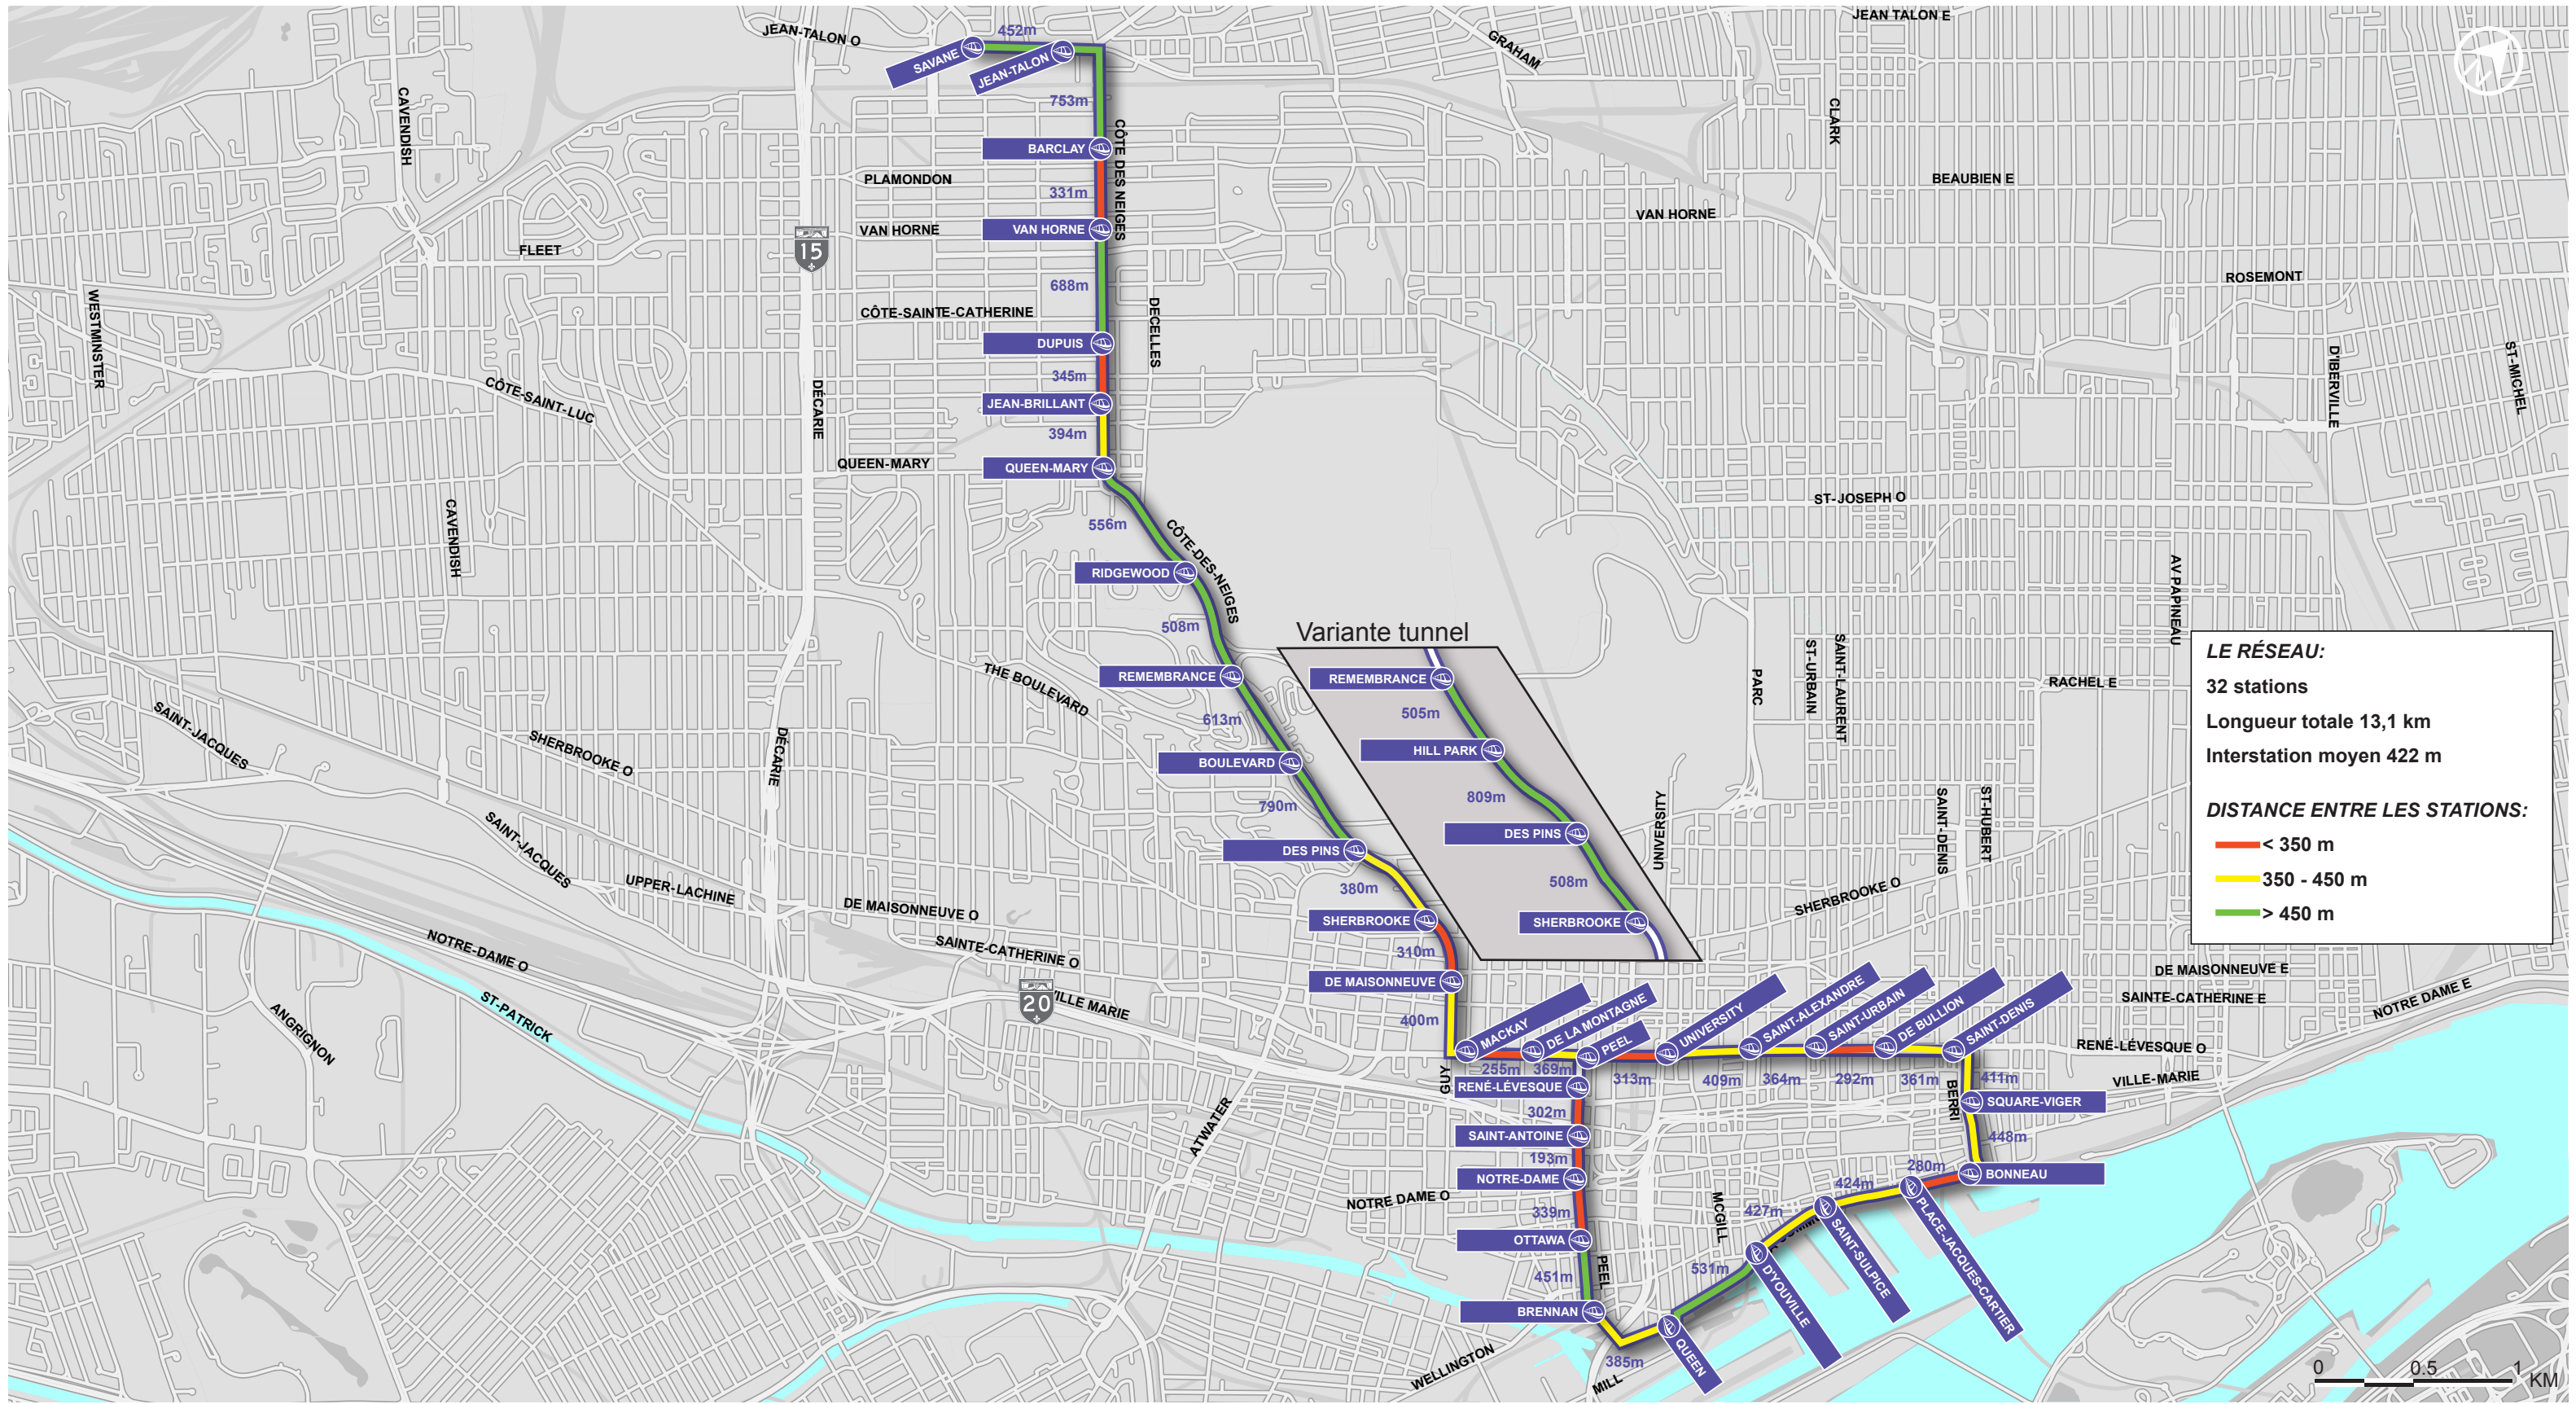 JEAN-TALON O
452m
SAVANE
JEAN-TALON
GRAHAM
JEAN TALON E
N
753m
CAVENDISH
CÔTE DES NEIGES
CLARK
BARCLAY
PLAMONDON
331m
BEAUBIEN E
VAN HORNE
15
VAN HORNE
VAN HORNE
FLEET
688m
ROSEMONT
WESTMINSTER
CÔTE-SAINTE-CATHERINE
DECELLES
DUPUIS
D'IBERVILLE
ST-MICHEL
345m
CÔTE-SAINT-LUC
DÉCARIE
JEAN-BRILLANT
394m
QUEEN-MARY
QUEEN-MARY
ST-JOSEPH O
CAVENDISH
556m
CÔTE-DES-NEIGES
RIDGEWOOD
AV PAPINEAU
508m
Variante tunnel
THE BOULEVARD
REMEMBRANCE
REMEMBRANCE
505m
613m
PARC
ST-URBAIN
SAINT-LAURENT
RACHEL E
LE RÉSEAU:
32 stations
Longueur totale 13,1 km
Interstation moyen 422 m
DISTANCE ENTRE LES STATIONS:
< 350 m
350 - 450 m
> 450 m
SAINT-JACQUES
SHERBROOKE O
DÉCARIE
HILL PARK
BOULEVARD
809m
790m
UNIVERSITY
SAINT-DENIS
ST-HUBERT
SAINT-JACQUES
DES PINS
DES PINS
508m
380m
UPPER-LACHINE
DE MAISONNEUVE O
SHERBROOKE O
SHERBROOKE
SHERBROOKE
NOTRE-DAME O
SAINTE-CATHERINE O
310m
DE MAISONNEUVE
DE MAISONNEUVE E
SAINTE-CATHERINE E
NOTRE DAME E
20
VILLE MARIE
ST-PATRICK
ANGRIGNON
400m
MACKAY
DE LA MONTAGNE
PEEL
UNIVERSITY
SAINT-ALEXANDRE
SAINT-URBAIN
DE BULLION
SAINT-DENIS
RENÉ-LÉVESQUE O
GUY
255m
369m
313m
409m
364m
292m
361m
411m
VILLE-MARIE
RENÉ-LÉVESQUE
BERRI
SQUARE-VIGER
302m
ATWATER
SAINT-ANTOINE
448m
193m
NOTRE-DAME
280m
BONNEAU
NOTRE DAME O
339m
MCGILL
427m
424m
OTTAWA
SAINT-SULPICE
PLACE-JACQUES-CARTIER
451m
PEEL
531m
D'YOUVILLE
BRENNAN
QUEEN
385m
WELLINGTON
MILL
0 0.5 1
KM